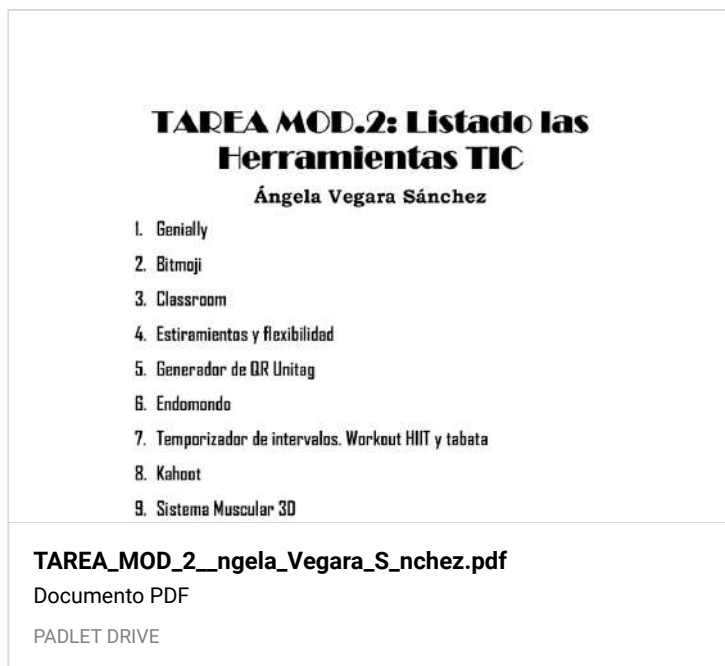 TAREA MOD.2: Listado las
Herramientas TIC
Ángela Vegara Sánchez
1. Genially
2. Bitmoji
3. Classroom
4. Estiramientos y flexibilidad
5. Generador de QR Unitag
6. Endomondo
7. Temporizador de intervalos. Workout HIIT y tabata
8. Kahoot
9. Sistema Muscular 3D
TAREA_MOD_2__ngela_Vegara_S_nchez.pdf
Documento PDF
PADLET DRIVE